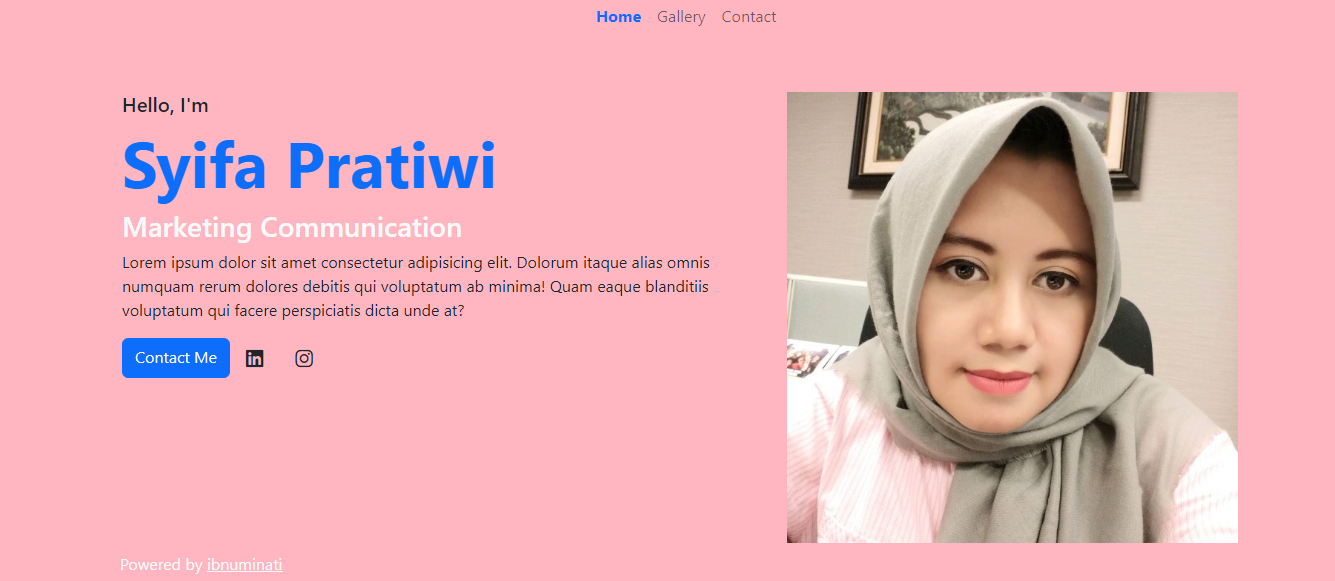 Home Gallery Contact
Hello, I'm
Syifa Pratiwi
Marketing Communication
Lorem ipsum dolor sit amet consectetur adipisicing elit. Dolorum itaque alias omnis
numquam rerum dolores debitis qui voluptatum ab minima! Quam eaque blanditiis
voluptatum qui facere perspiciatis dicta unde at?
Contact Me
Powered by ibnuminati